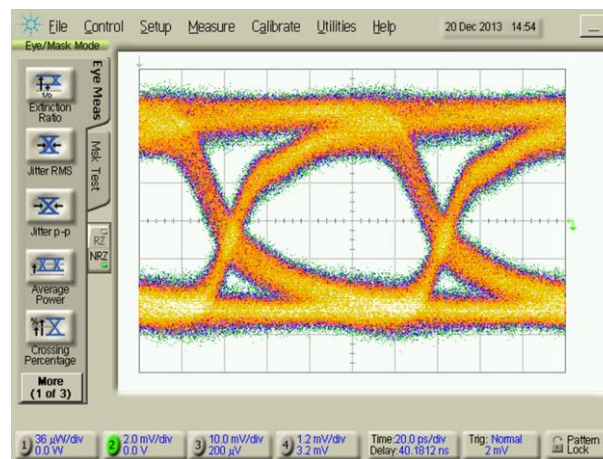 File Control Setup Measure Calibrate Utilities Help 20 Dec 2013 14:54
Eye/Mask Mode
Eye Meas
Msk Test
Extinction
Ratio
Jitter RMS
Jitter p-p
RZ
NRZ
Average
Power
Crossing
Percentage
More
(1 of 3)
1 36 µW/div
0.0 W
2 2.0 mV/div
0.0 V
3 10.0 mV/div
200 µV
4 1.2 mV/div
3.2 mV
Time:20.0 ps/div
Delay:40.1812 ns
Trig: Normal
2 mV
Pattern
Lock